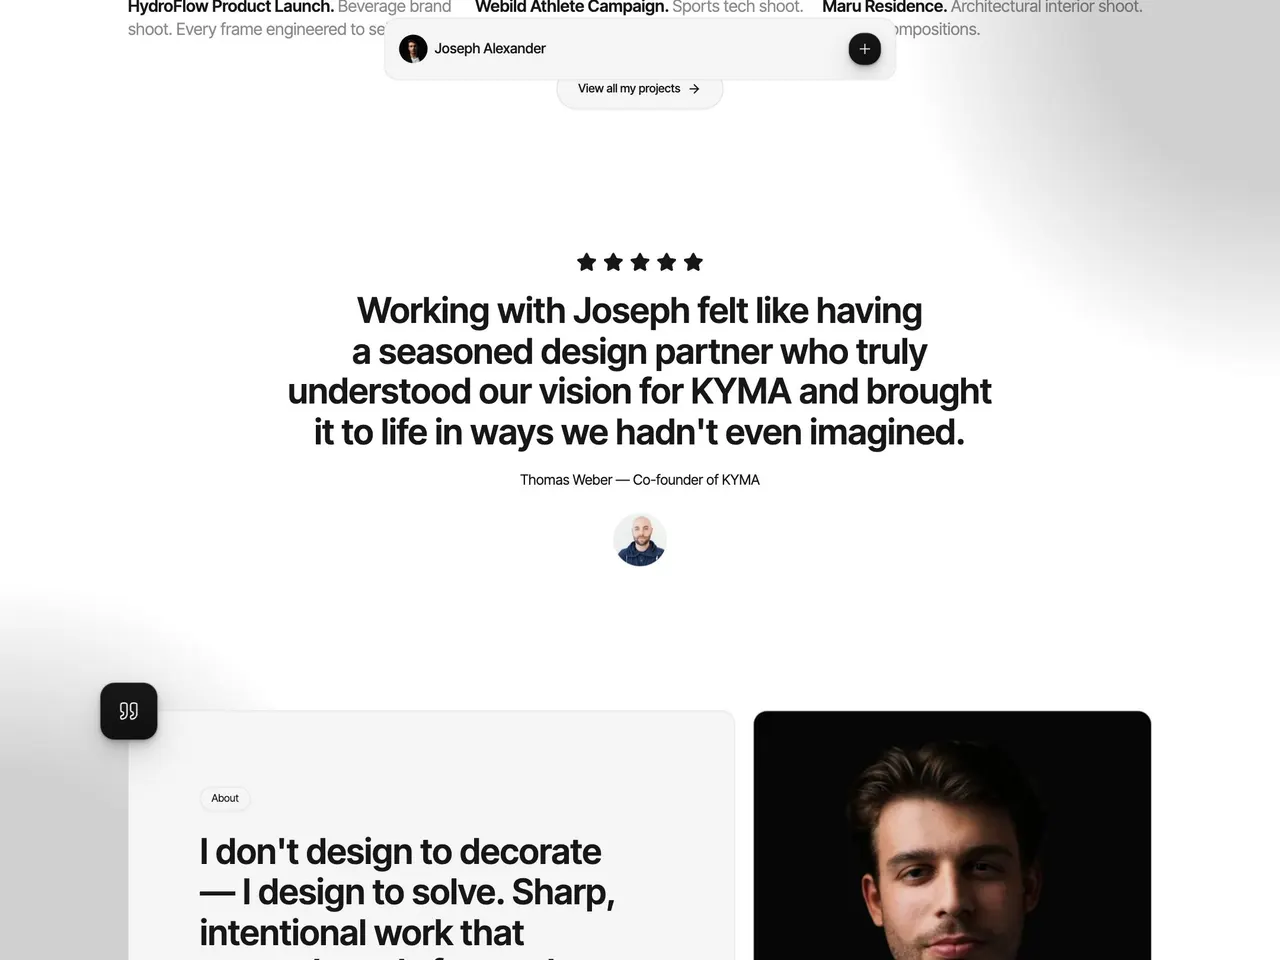 HydroFlow Product Launch. Beverage brand
shoot. Every frame engineered to
Webild Athlete Campaign. Sports tech shoot.
Maru Residence. Architectural interior shoot.
Joseph Alexander
View all my projects
Working with Joseph felt like having
a seasoned design partner who truly
understood our vision for KYMA and brought
it to life in ways we hadn't even imagined.
Thomas Weber — Co-founder of KYMA
About
I don't design to decorate
— I design to solve. Sharp,
intentional work that